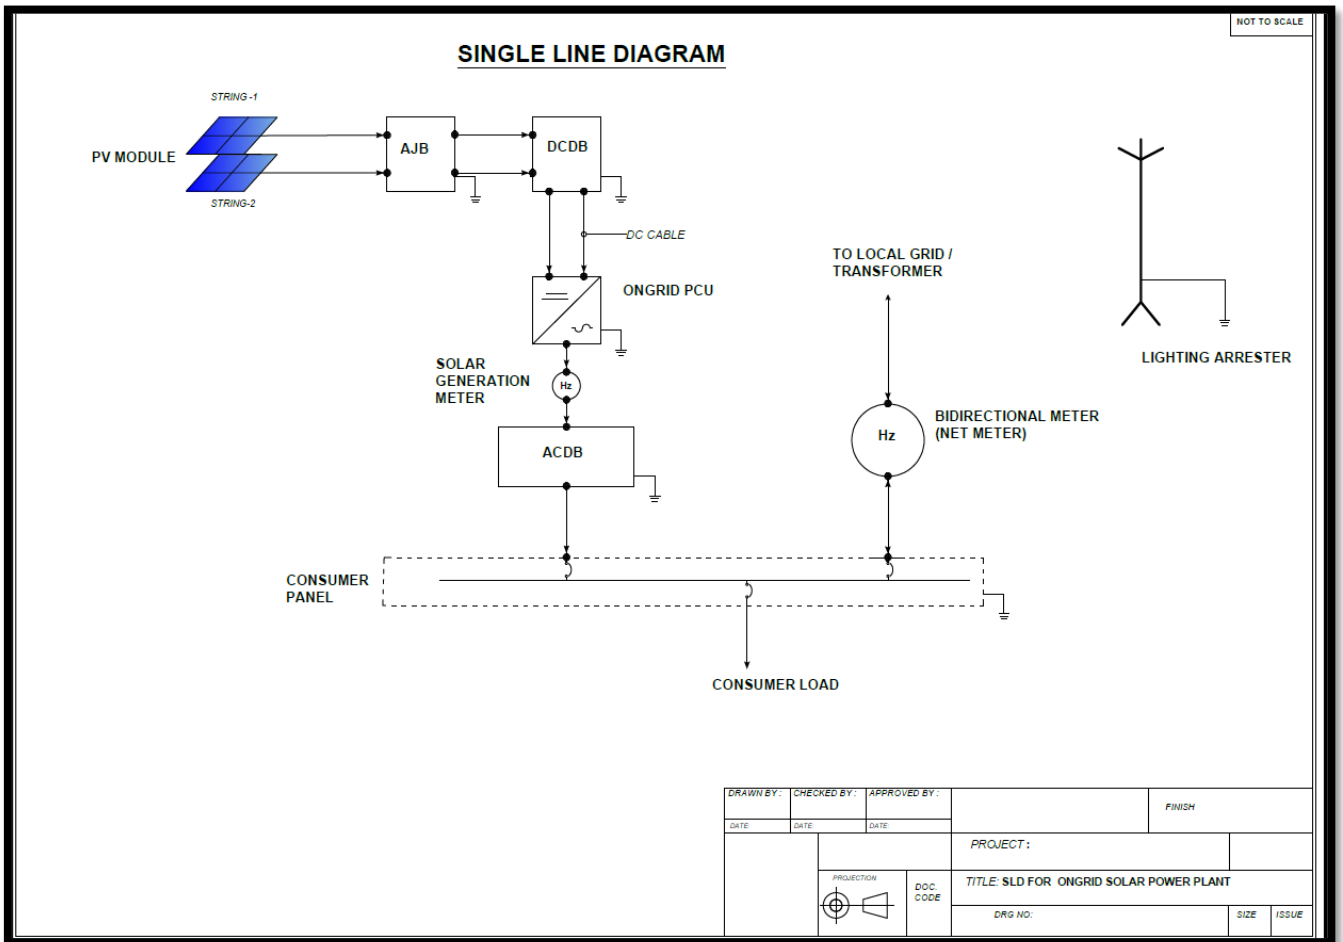 NOT TO SCALE
SINGLE LINE DIAGRAM
STRING -1
PV MODULE
STRING-2
AJB
DCDB
DC CABLE
ONGRID PCU
TO LOCAL GRID /
TRANSFORMER
LIGHTING ARRESTER
SOLAR
GENERATION
METER
Hz
ACDB
Hz
BIDIRECTIONAL METER
(NET METER)
CONSUMER
PANEL
CONSUMER LOAD
DRAWN BY :
CHECKED BY :
APPROVED BY :
FINISH
DATE:
DATE:
DATE:
PROJECT :
PROJECTION
DOC.
CODE
TITLE: SLD FOR ONGRID SOLAR POWER PLANT
DRG NO:
SIZE
ISSUE